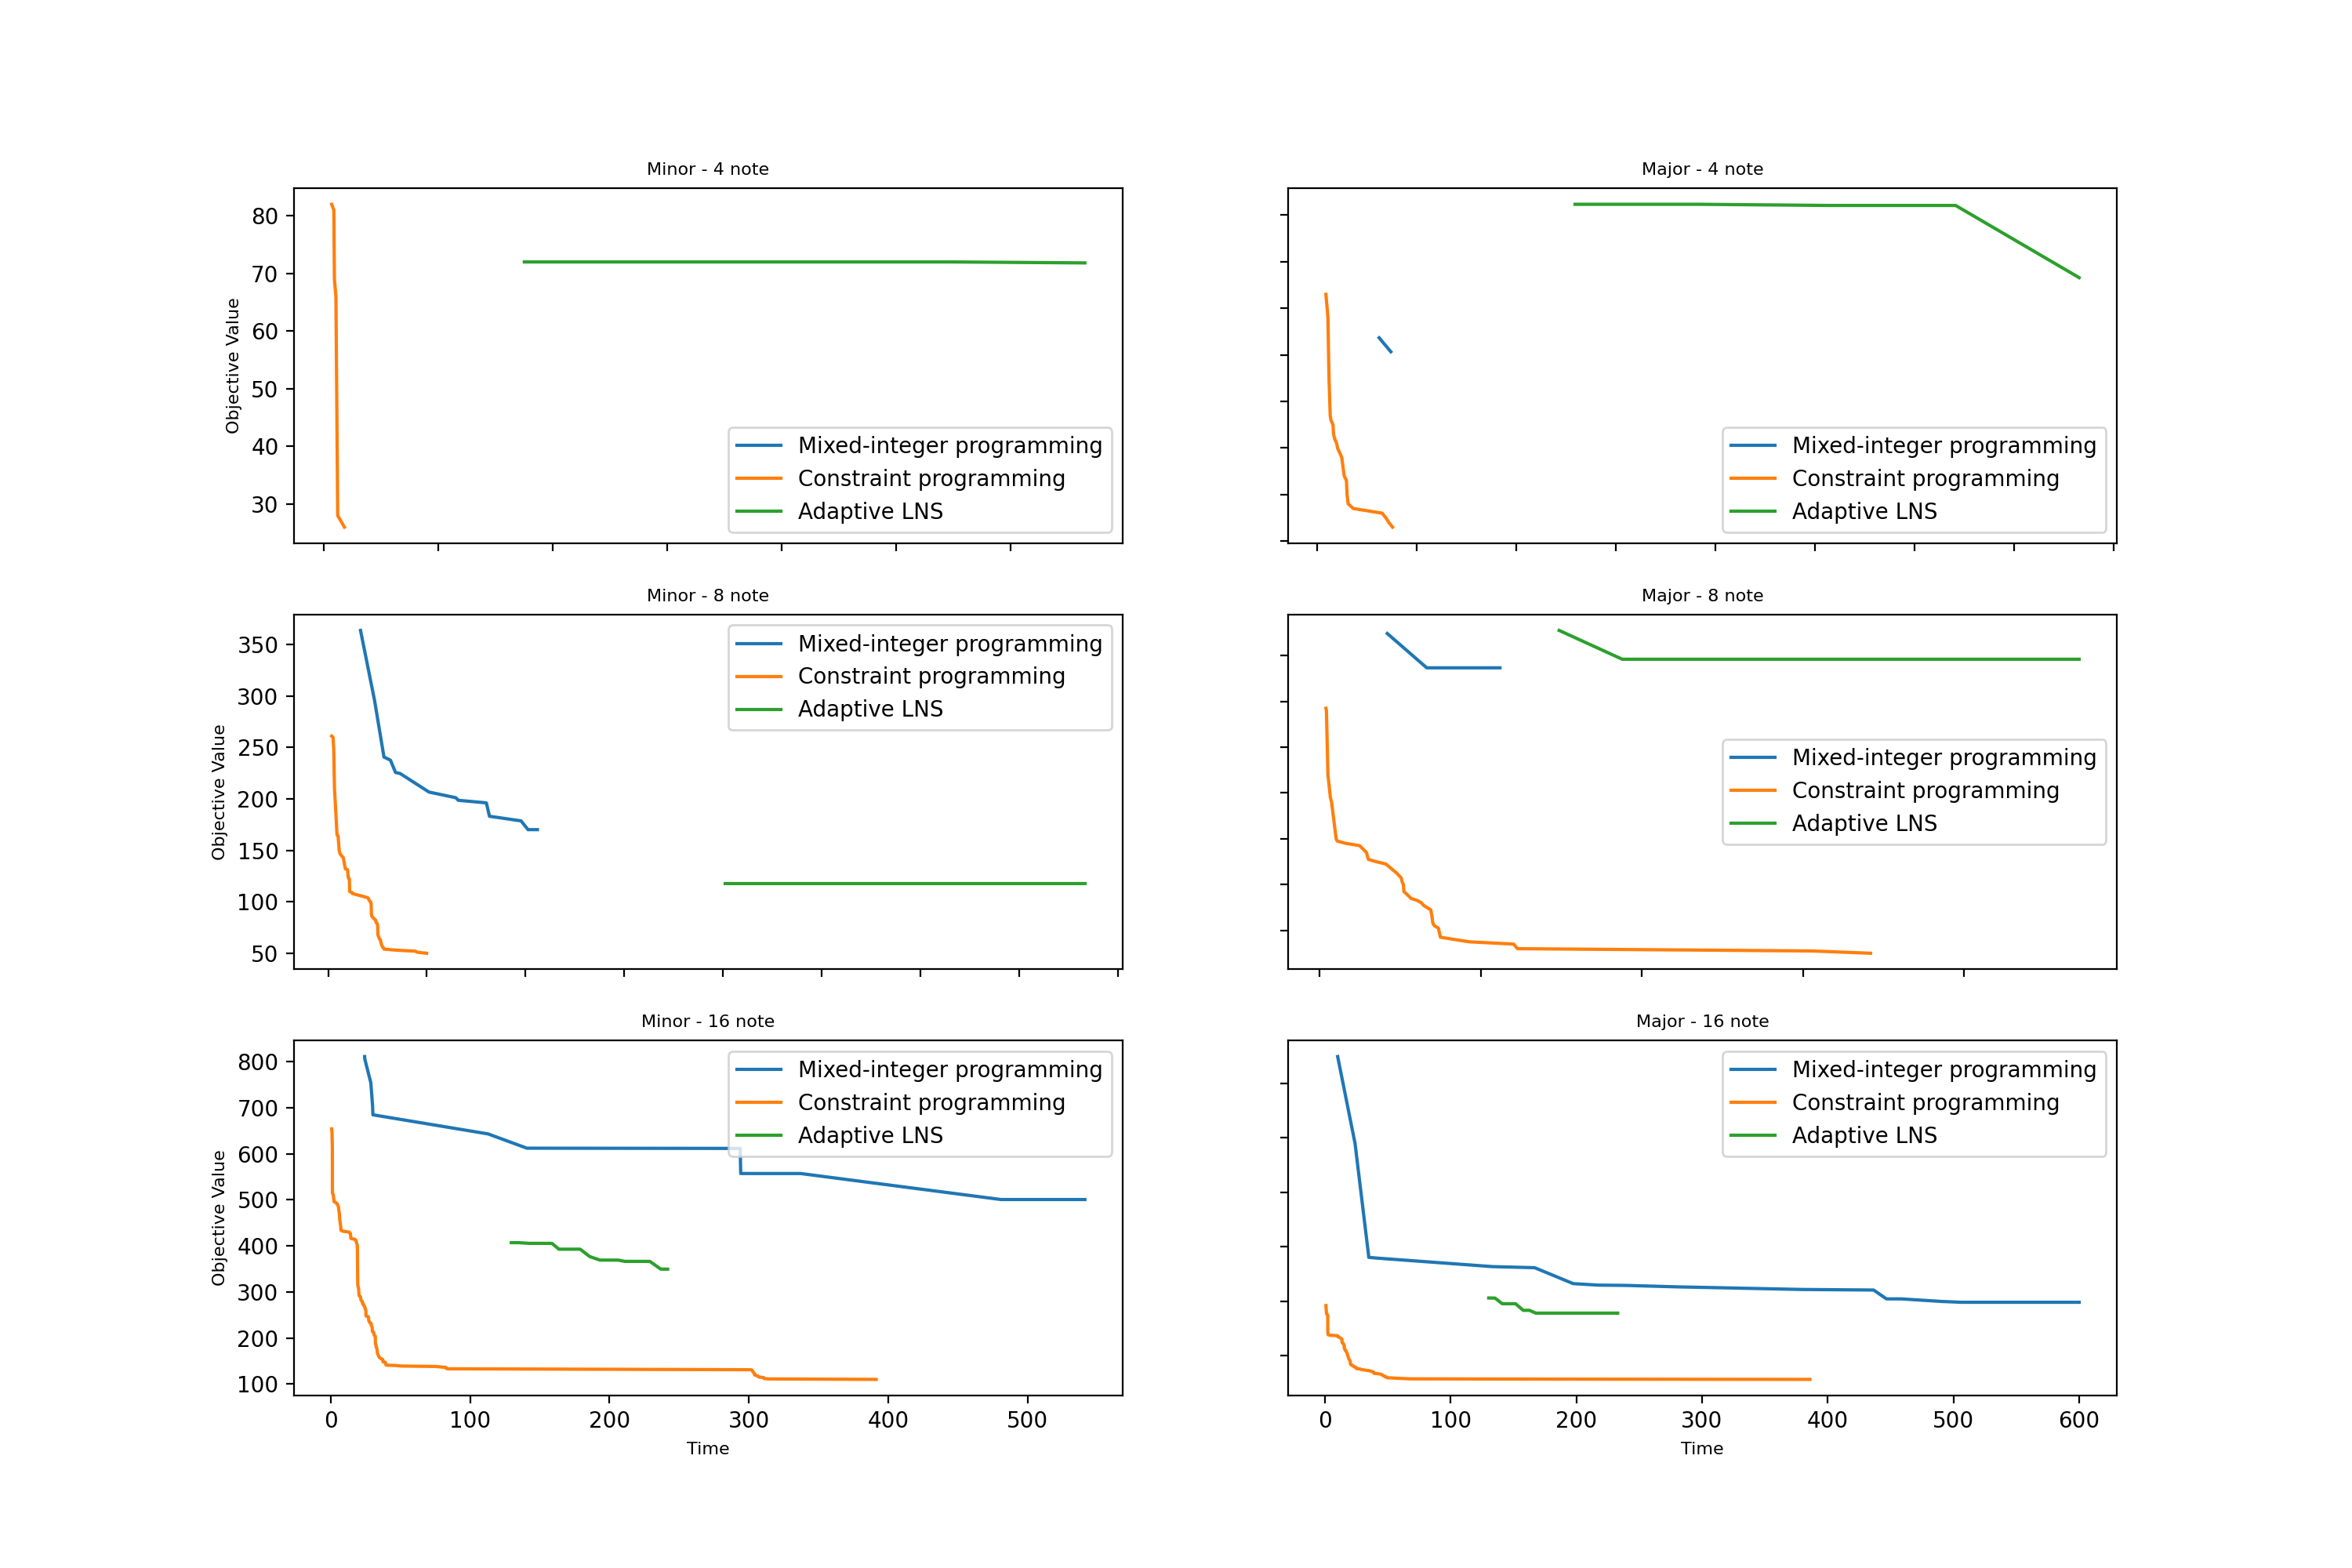 Minor - 4 note
Objective Value
80
70
60
50
40
30
Mixed-integer programming
Constraint programming
Adaptive LNS
Major - 4 note
Mixed-integer programming
Constraint programming
Adaptive LNS
Minor - 8 note
Objective Value
350
300
250
200
150
100
50
Mixed-integer programming
Constraint programming
Adaptive LNS
Major - 8 note
Mixed-integer programming
Constraint programming
Adaptive LNS
Minor - 16 note
Objective Value
800
700
600
500
400
300
200
100
Mixed-integer programming
Constraint programming
Adaptive LNS
0 100 200 300 400 500
Time
Major - 16 note
Mixed-integer programming
Constraint programming
Adaptive LNS
0 100 200 300 400 500 600
Time